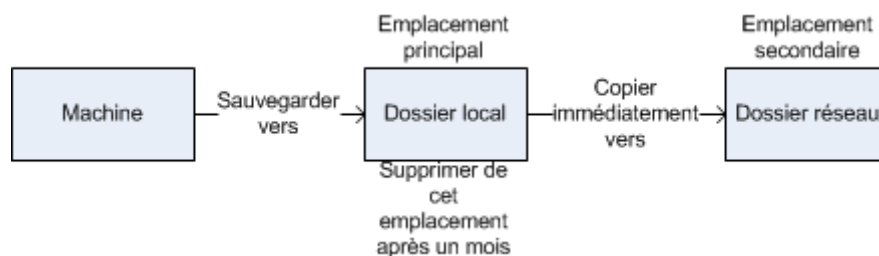 Emplacement
principal
Emplacement
secondaire
Machine
Sauvegarder
vers
Dossier local
Copier
immédiatement
vers
Dossier réseau
Supprimer de
cet
emplacement
après un mois